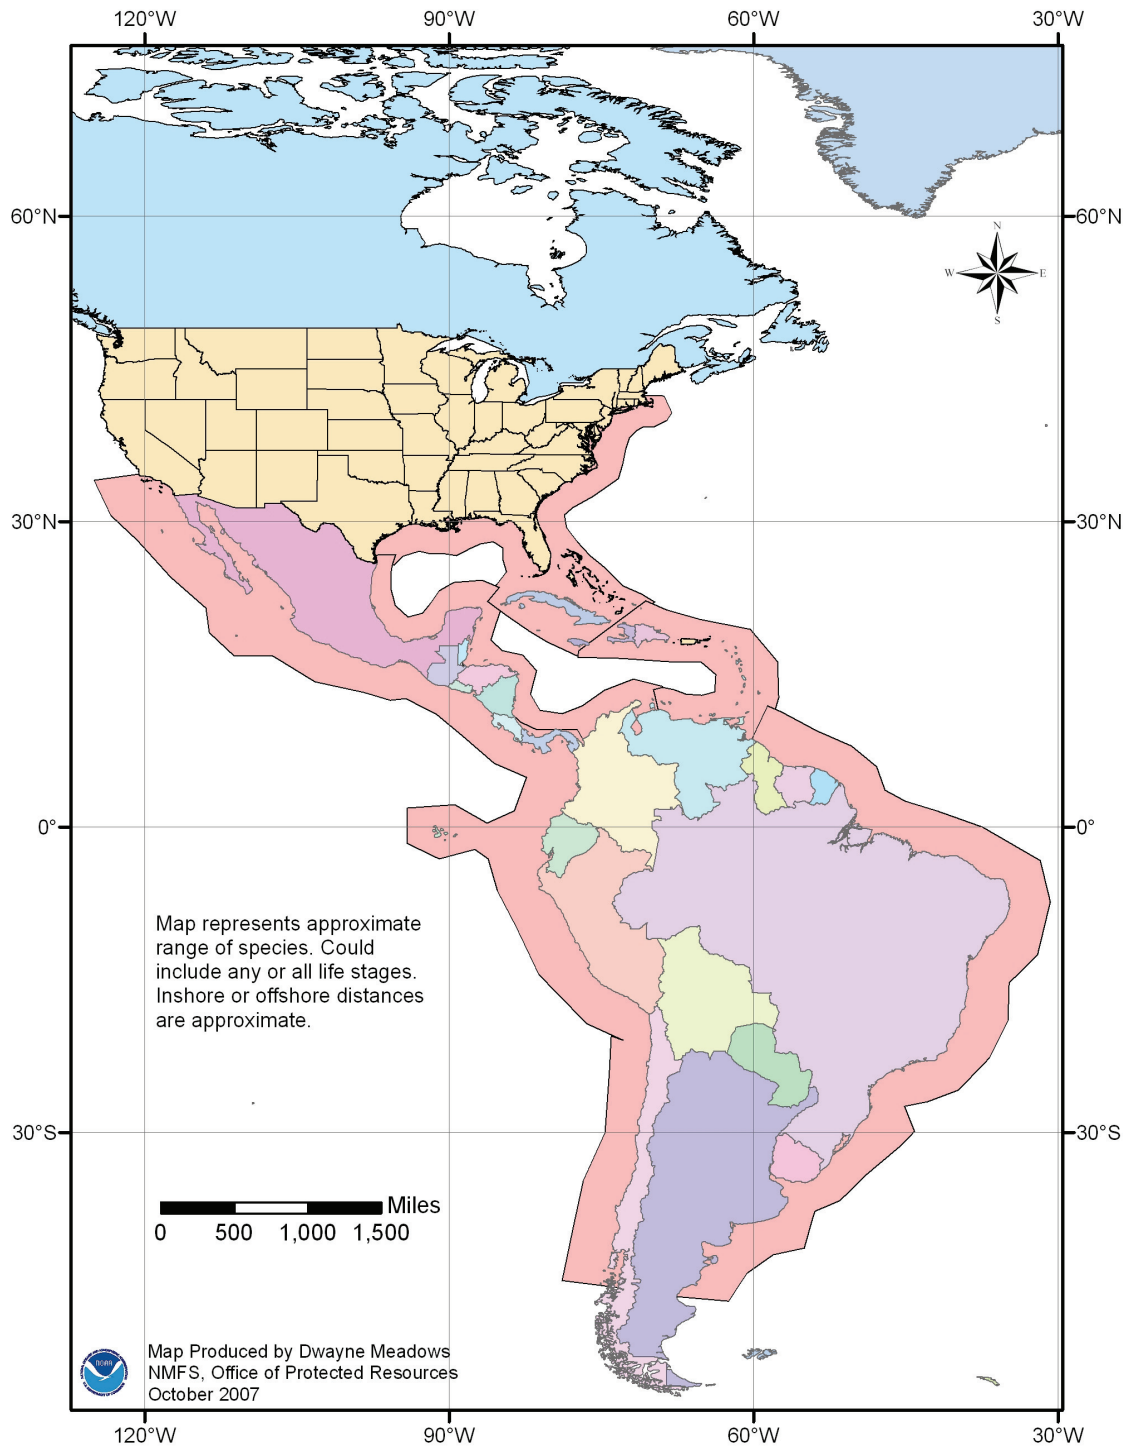 120°W 90°W 60°W 30°W
60°N 60°N
N
W E
S
30°N 30°N
0° 0°
Map represents approximate
range of species. Could
include any or all life stages.
Inshore or offshore distances
are approximate.
30°S 30°S
Miles
0 500 1,000 1,500
NOAA
Map Produced by Dwayne Meadows
NMFS, Office of Protected Resources
October 2007
120°W 90°W 60°W 30°W